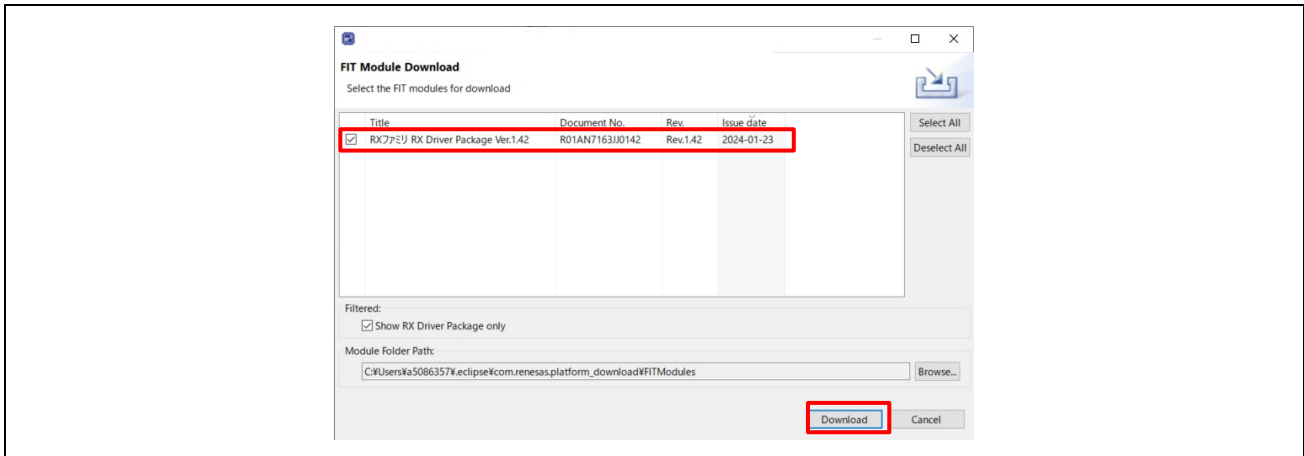 FIT Module Download
Select the FIT modules for download
Title Document No. Rev. Issue date
RXファミリ RX Driver Package Ver.1.42 R01AN7163JJ0142 Rev.1.42 2024-01-23
Select All
Deselect All
Filtered:
Show RX Driver Package only
Module Folder Path:
C:¥Users¥a5086357¥.eclipse¥com.renesas.platform_download¥FITModules
Browse...
Download Cancel